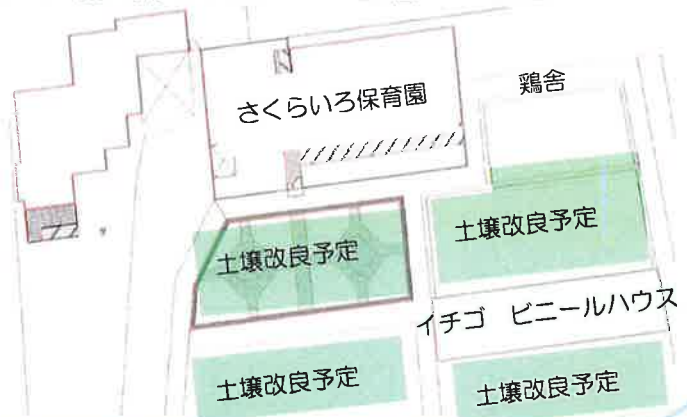 さくらいろ保育園
鶏舎
土壌改良予定
土壌改良予定
イチゴ ビニールハウス
土壌改良予定
土壌改良予定